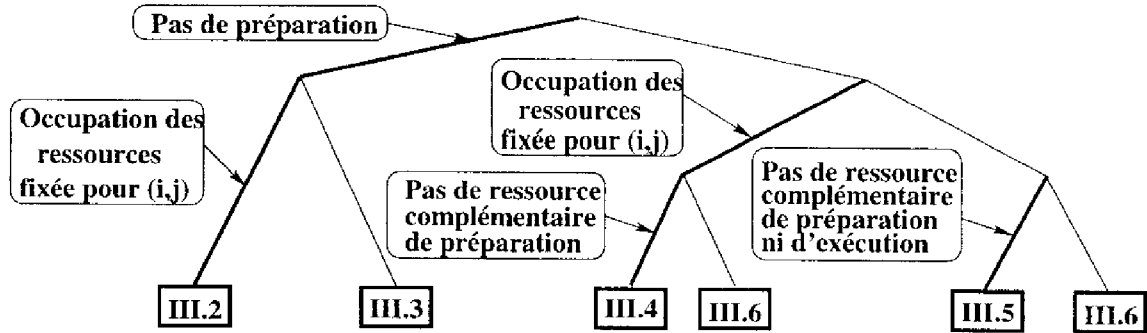 Pas de préparation
Occupation des
ressources
fixée pour (i,j)
Occupation des
ressources
fixée pour (i,j)
Pas de ressource
complémentaire
de préparation
Pas de ressource
complémentaire
de préparation
ni d'exécution
III.2
III.3
III.4
III.6
III.5
III.6